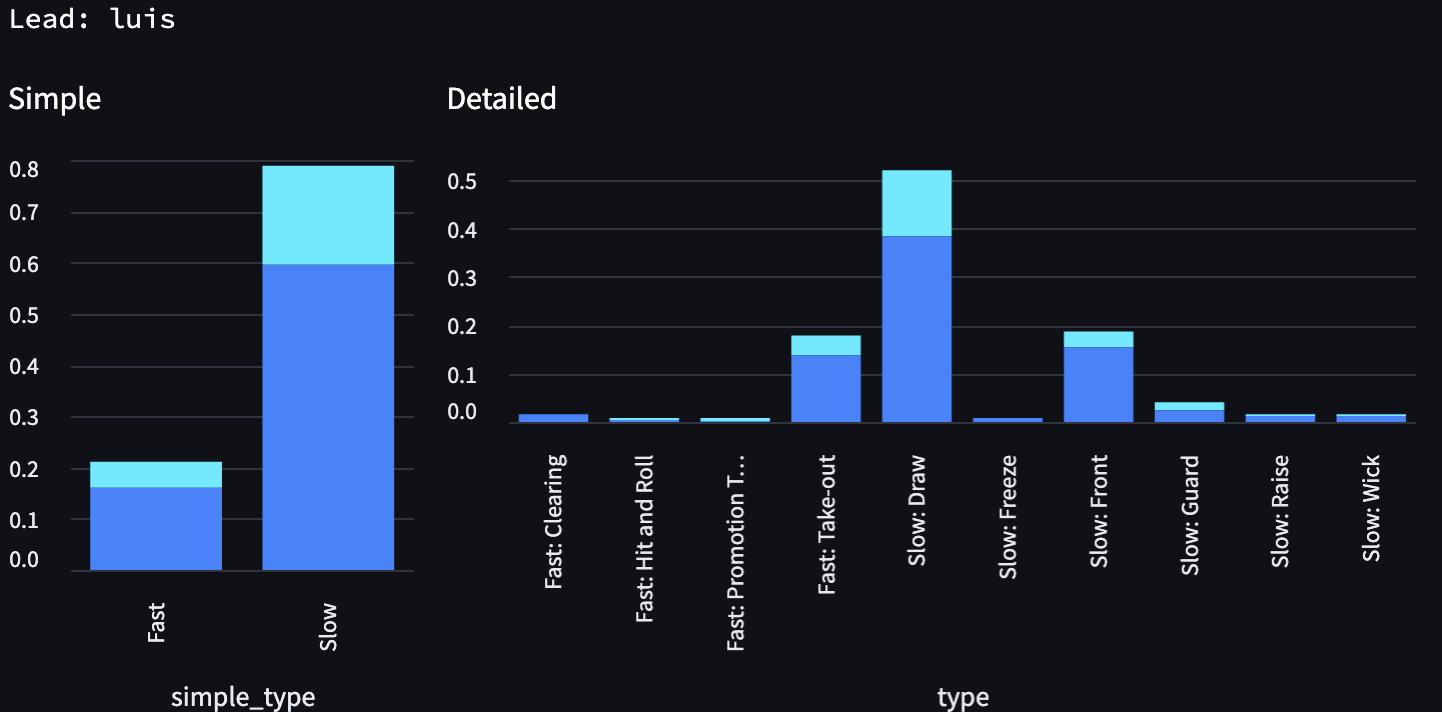 Lead: luis
Simple
0.8
0.7
0.6
0.5
0.4
0.3
0.2
0.1
0.0
Fast
Slow
simple_type
Detailed
0.5
0.4
0.3
0.2
0.1
0.0
Fast: Clearing
Fast: Hit and Roll
Fast: Promotion T...
Fast: Take-out
Slow: Draw
Slow: Freeze
Slow: Front
Slow: Guard
Slow: Raise
Slow: Wick
type